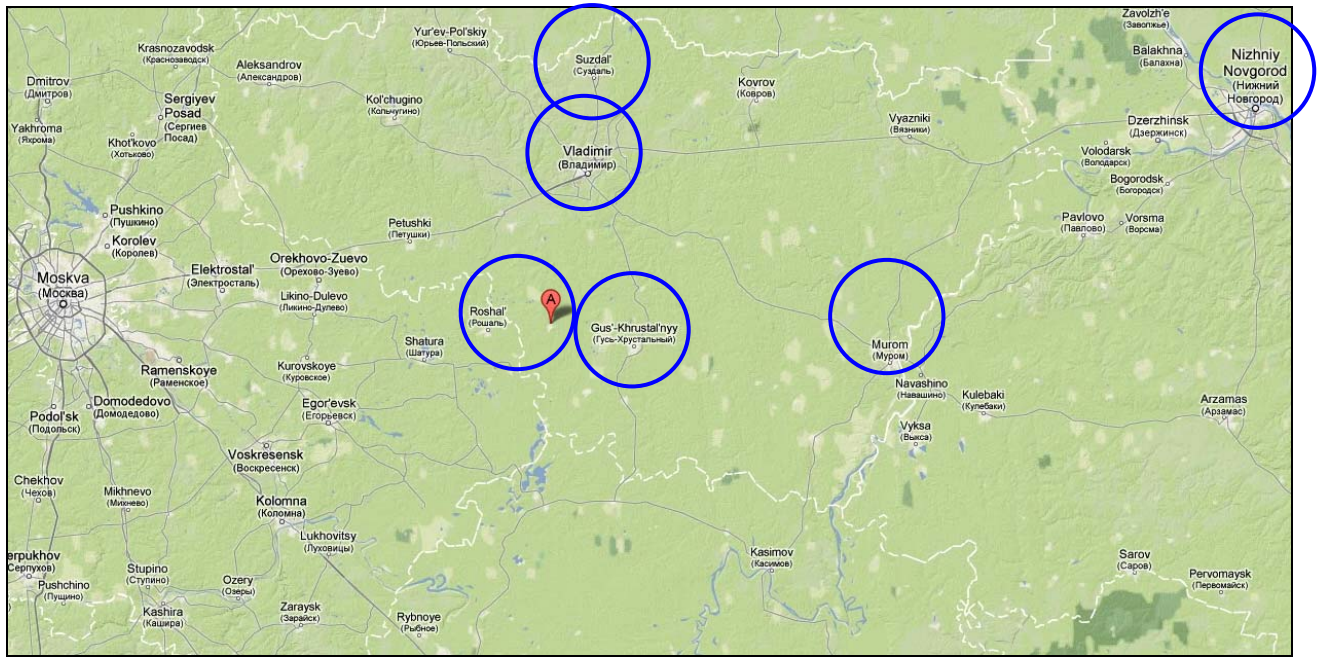 Zavolzh'e
(Заволжье)
Yur'ev-Pol'skiy
(Юрьев-Польский)
Krasnozavodsk
(Краснозаводск)
Suzdal'
(Суздаль)
Balakhna
(Балахна)
Nizhniy
Novgorod
(Нижний
Новгород)
Aleksandrov
(Александров)
Dmitrov
(Дмитров)
Kovrov
(Ковров)
Kol'chugino
(Кольчугино)
Sergiyev
Posad
(Сергиев
Посад)
Yakhroma
(Яхрома)
Khot'kovo
(Хотьково)
Vyazniki
(Вязники)
Dzerzhinsk
(Дзержинск)
Vladimir
(Владимир)
Volodarsk
(Володарск)
Bogorodsk
(Богородск)
Pushkino
(Пушкино)
Petushki
(Петушки)
Pavlovo
(Павлово)
Vorsma
(Ворсма)
Korolev
(Королев)
Orekhovo-Zuevo
(Орехово-Зуево)
Elektrostal'
(Электросталь)
Moskva
(Москва)
Likino-Dulevo
(Ликино-Дулево)
A
Roshal'
(Рошаль)
Gus'-Khrustal'nyy
(Гусь-Хрустальный)
Murom
(Муром)
Shatura
(Шатура)
Kurovskoye
(Куровское)
Ramenskoye
(Раменское)
Navashino
(Навашино)
Kulebaki
(Кулебаки)
Arzamas
(Арзамас)
Domodedovo
(Домодедово)
Egor'evsk
(Егорьевск)
Podol'sk
(Подольск)
Vyksa
(Выкса)
Voskresensk
(Воскресенск)
Chekhov
(Чехов)
Mikhnevo
(Михнево)
Kolomna
(Коломна)
Lukhovitsy
(Луховицы)
erpukhov
Серпухов)
Kasimov
(Касимов)
Sarov
(Саров)
Stupino
(Ступино)
Pushchino
(Пущино)
Ozery
(Озеры)
Pervomaysk
(Первомайск)
Kashira
(Кашира)
Zaraysk
(Зарайск)
Rybnoye
(Рыбное)